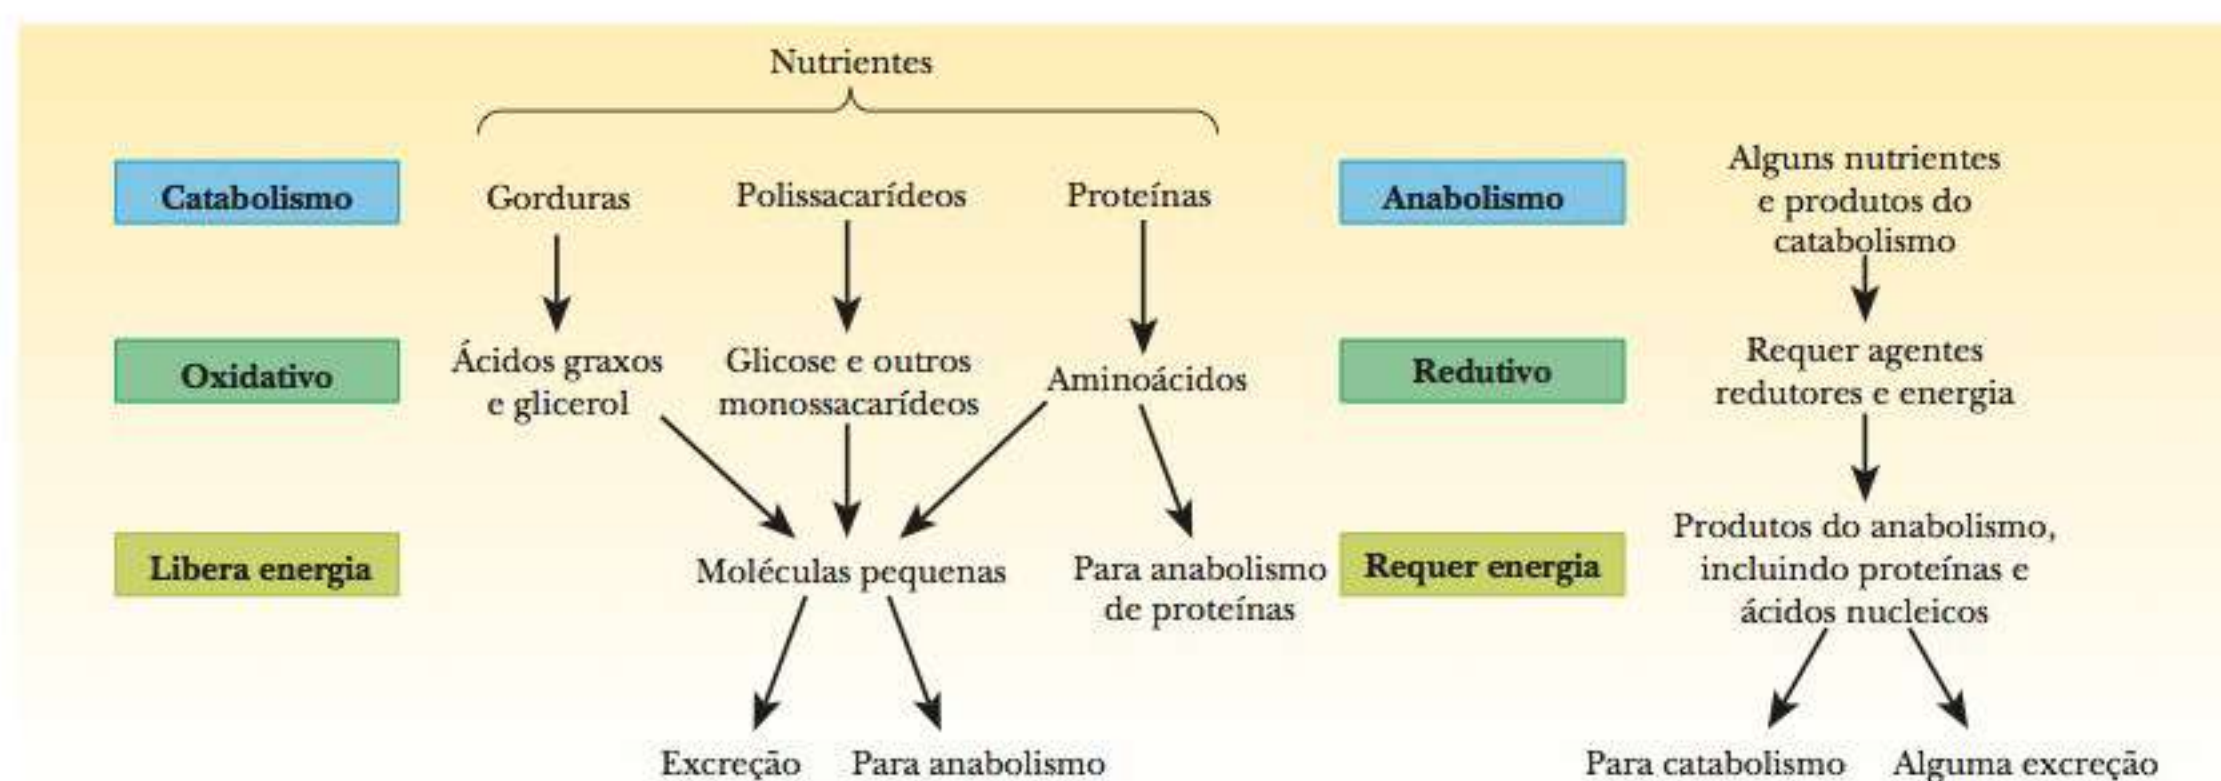 Nutrientes
Catabolismo
Gorduras
Polissacarídeos
Proteínas
Anabolismo
Alguns nutrientes
e produtos do
catabolismo
Oxidativo
Ácidos graxos
e glicerol
Glicose e outros
monossacarídeos
Aminoácidos
Redutivo
Requer agentes
redutores e energia
Libera energia
Moléculas pequenas
Para anabolismo
de proteínas
Requer energia
Produtos do anabolismo,
incluindo proteínas e
ácidos nucleicos
Excreção
Para anabolismo
Para catabolismo
Alguma excreção